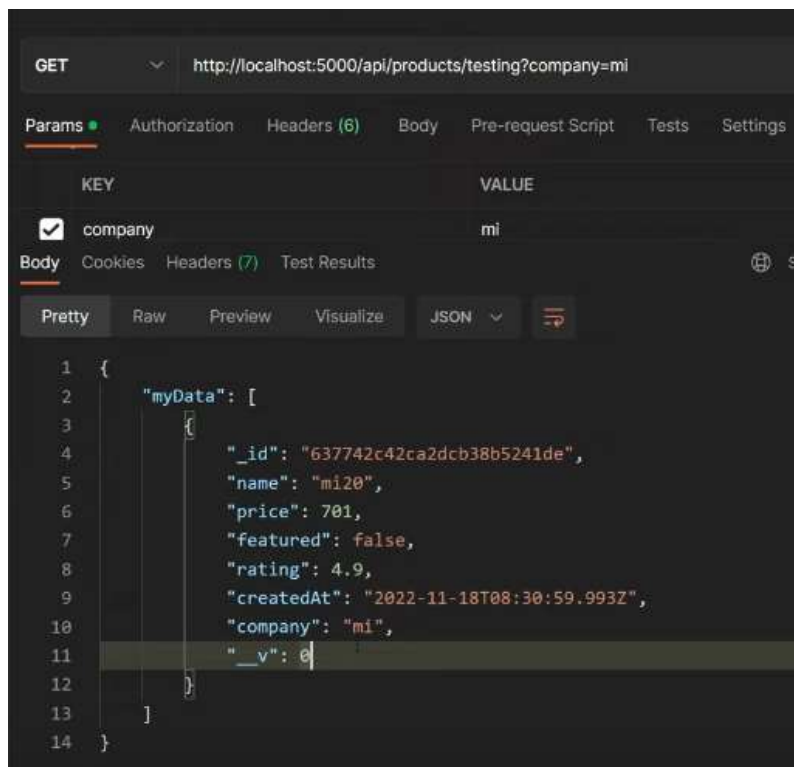 GET http://localhost:5000/api/products/testing?company=mi
Params Authorization Headers (6) Body Pre-request Script Tests Settings
KEY VALUE
company mi
Body Cookies Headers (7) Test Results S
Pretty Raw Preview Visualize JSON
1 {
2 "myData": [
3 {
4 "_id": "637742c42ca2dcb38b5241de",
5 "name": "mi20",
6 "price": 701,
7 "featured": false,
8 "rating": 4.9,
9 "createdAt": "2022-11-18T08:30:59.993Z",
10 "company": "mi",
11 "__v": 0
12 }
13 ]
14 }